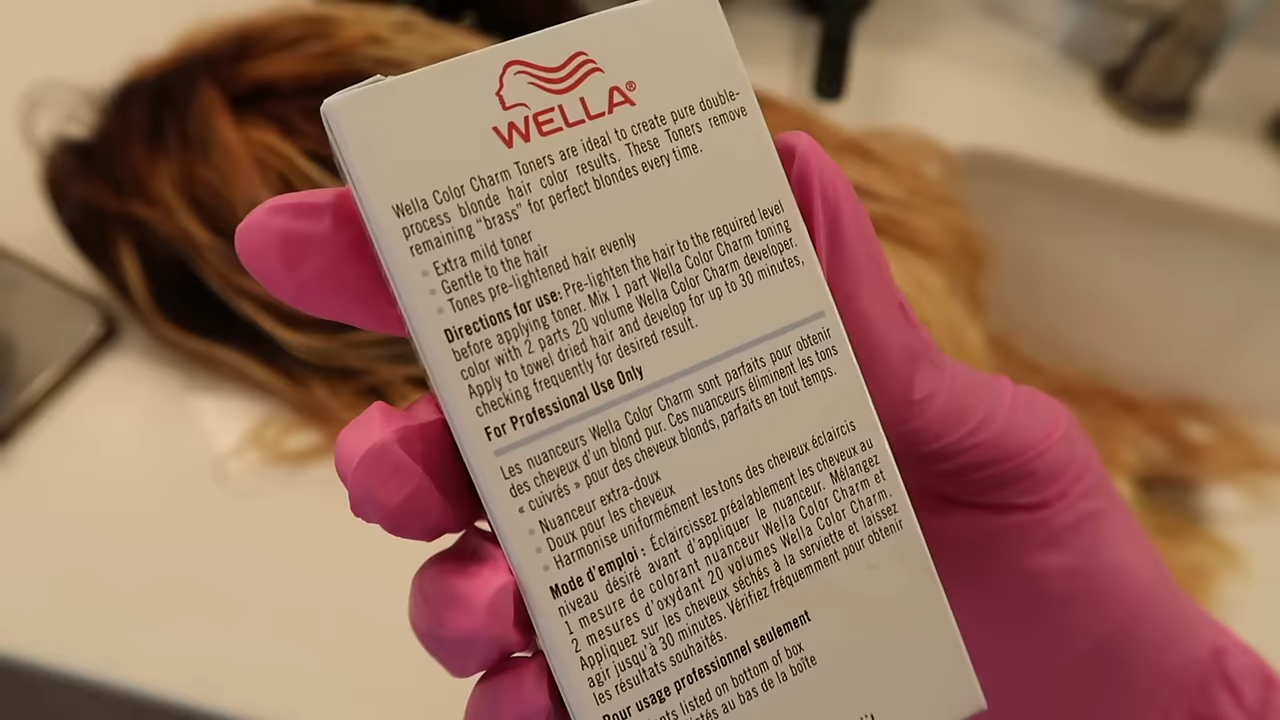 WELLA®
Wella Color Charm Toners are ideal to create pure double-
process blonde hair color results. These Toners remove
remaining "brass" for perfect blondes every time.
Extra mild toner
Gentle to the hair
Tones pre-lightened hair evenly
Directions for use: Pre-lighten the hair to the required level
before applying toner. Mix 1 part Wella Color Charm toning
color with 2 parts 20 volume Wella Color Charm developer.
Apply to towel dried hair and develop for up to 30 minutes,
checking frequently for desired result.
For Professional Use Only
Les nuanceurs Wella Color Charm sont parfaits pour obtenir
des cheveux d'un blond pur. Ces nuanceurs éliminent les tons
« cuivrés » pour des cheveux blonds, parfaits en tout temps.
Nuanceur extra-doux
Doux pour les cheveux
Harmonise uniformément les tons des cheveux éclaircis
Mode d'emploi : Éclaircissez préalablement les cheveux au
niveau désiré avant d'appliquer le nuanceur. Mélangez
1 mesure de colorant nuanceur Wella Color Charm et
2 mesures d'oxydant 20 volumes Wella Color Charm.
Appliquez sur les cheveux séchés à la serviette et laissez
agir jusqu'à 30 minutes. Vérifiez fréquemment pour obtenir
les résultats souhaités.
Pour usage professionnel seulement
listed on bottom of box
au bas de la boîte